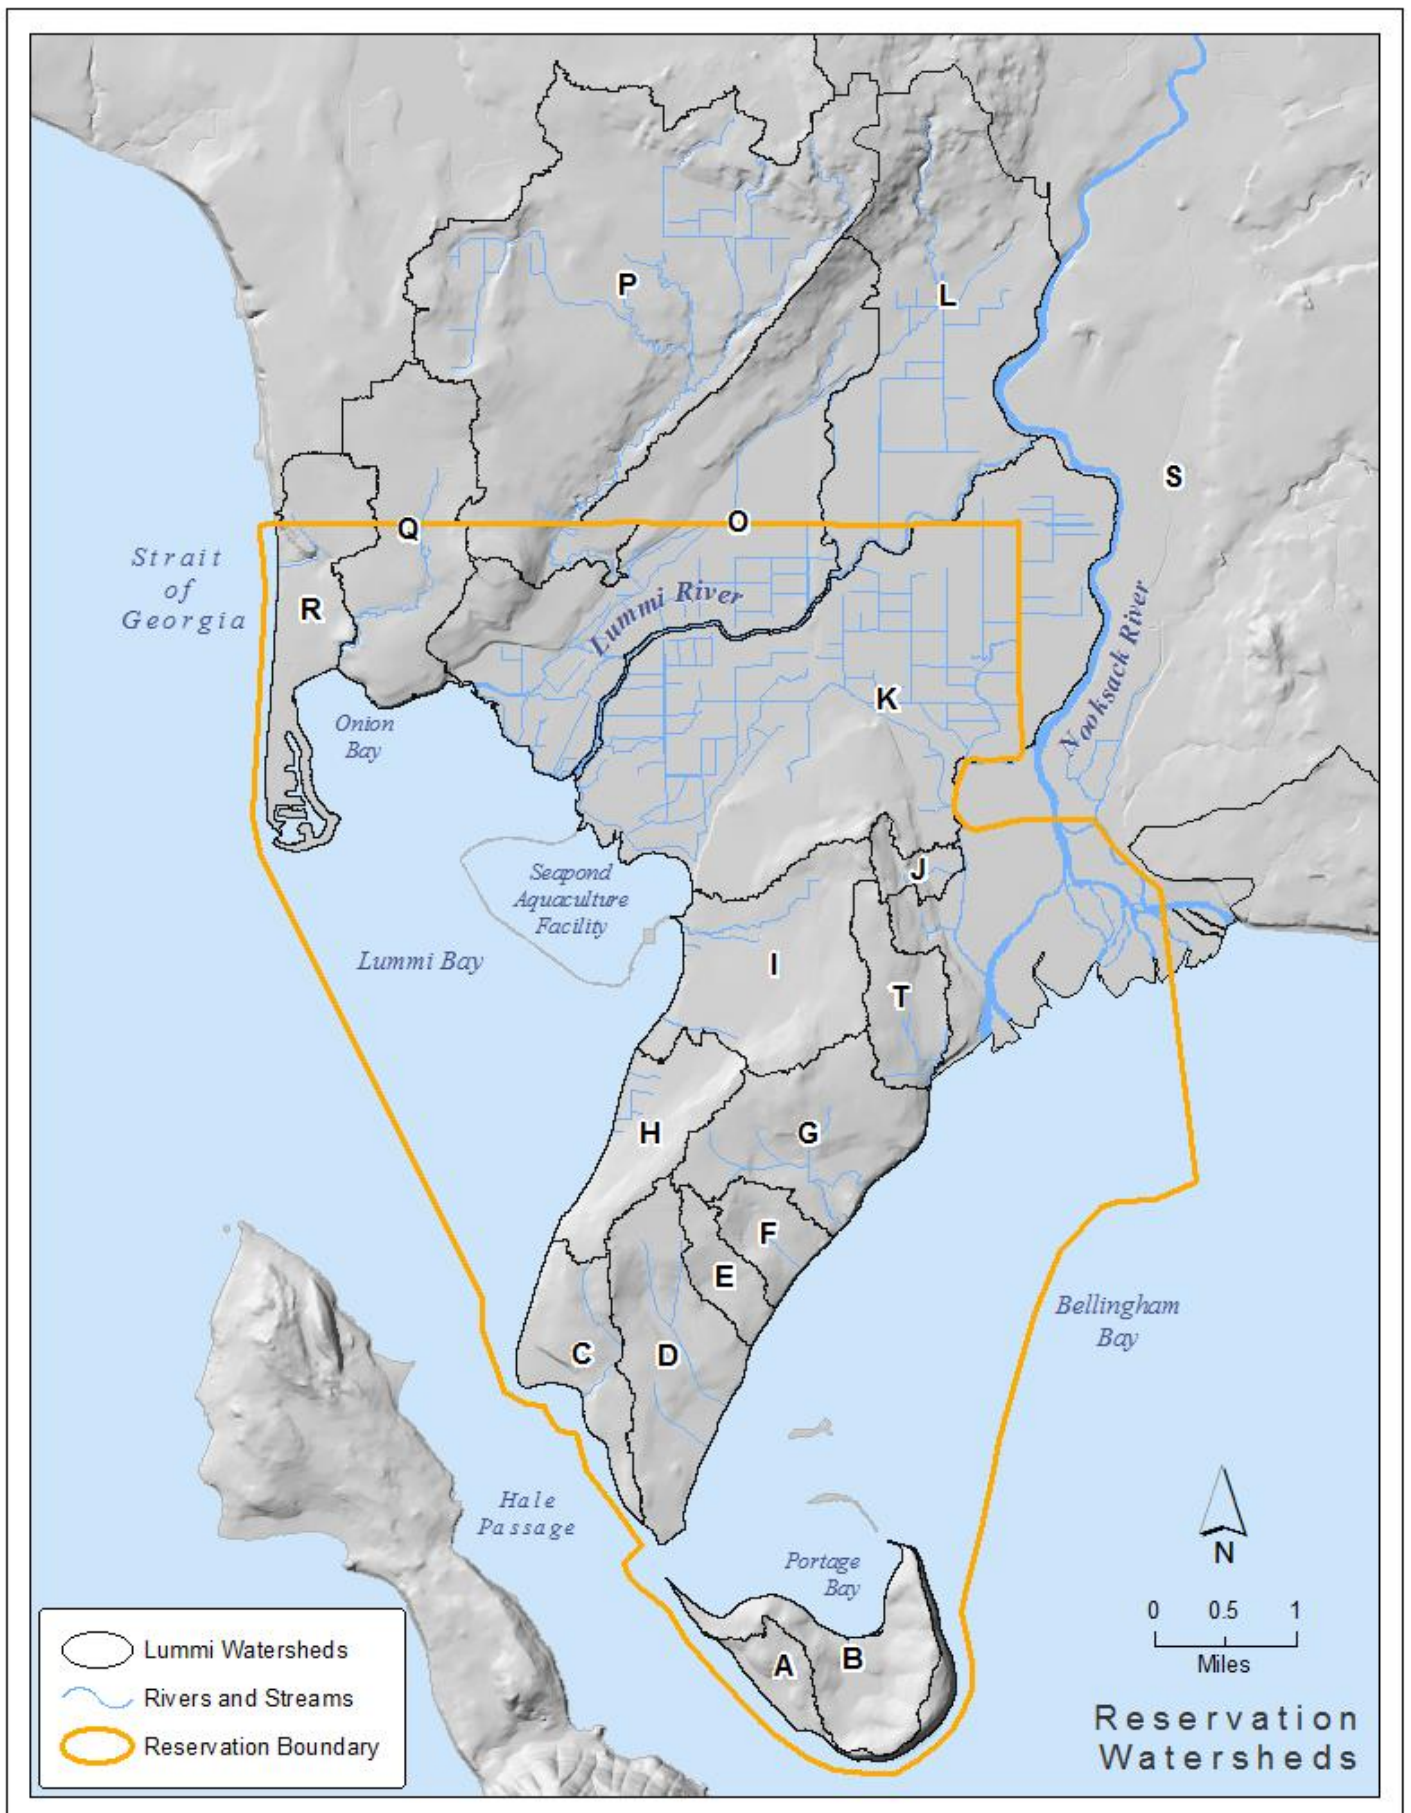 P
L
S
Q
O
Strait
of
Georgia
R
Lummi River
Nooksack River
K
Onion
Bay
Seapond
Aquaculture
Facility
J
Lummi Bay
I
T
H
G
F
E
Bellingham
Bay
C
D
Hale
Passage
Portage
Bay
N
0 0.5 1
Miles
A
B
Lummi Watersheds
Rivers and Streams
Reservation Boundary
Reservation
Watersheds